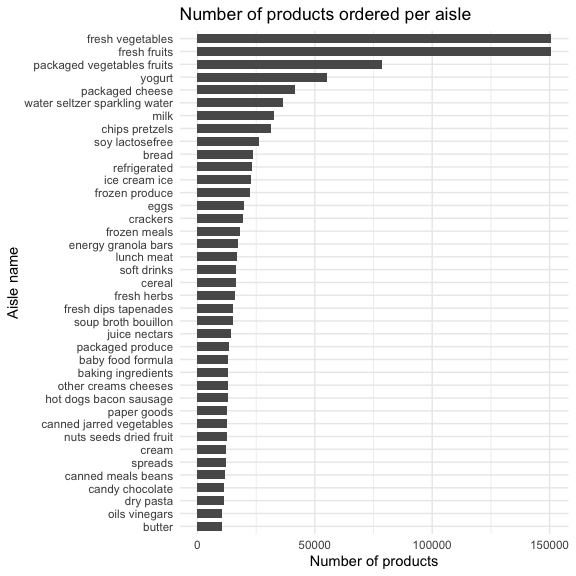 Number of products ordered per aisle
Aisle name
fresh vegetables
fresh fruits
packaged vegetables fruits
yogurt
packaged cheese
water seltzer sparkling water
milk
chips pretzels
soy lactosefree
bread
refrigerated
ice cream ice
frozen produce
eggs
crackers
frozen meals
energy granola bars
lunch meat
soft drinks
cereal
fresh herbs
fresh dips tapenades
soup broth bouillon
juice nectars
packaged produce
baby food formula
baking ingredients
other creams cheeses
hot dogs bacon sausage
paper goods
canned jarred vegetables
nuts seeds dried fruit
cream
spreads
canned meals beans
candy chocolate
dry pasta
oils vinegars
butter
0 50000 100000 150000
Number of products